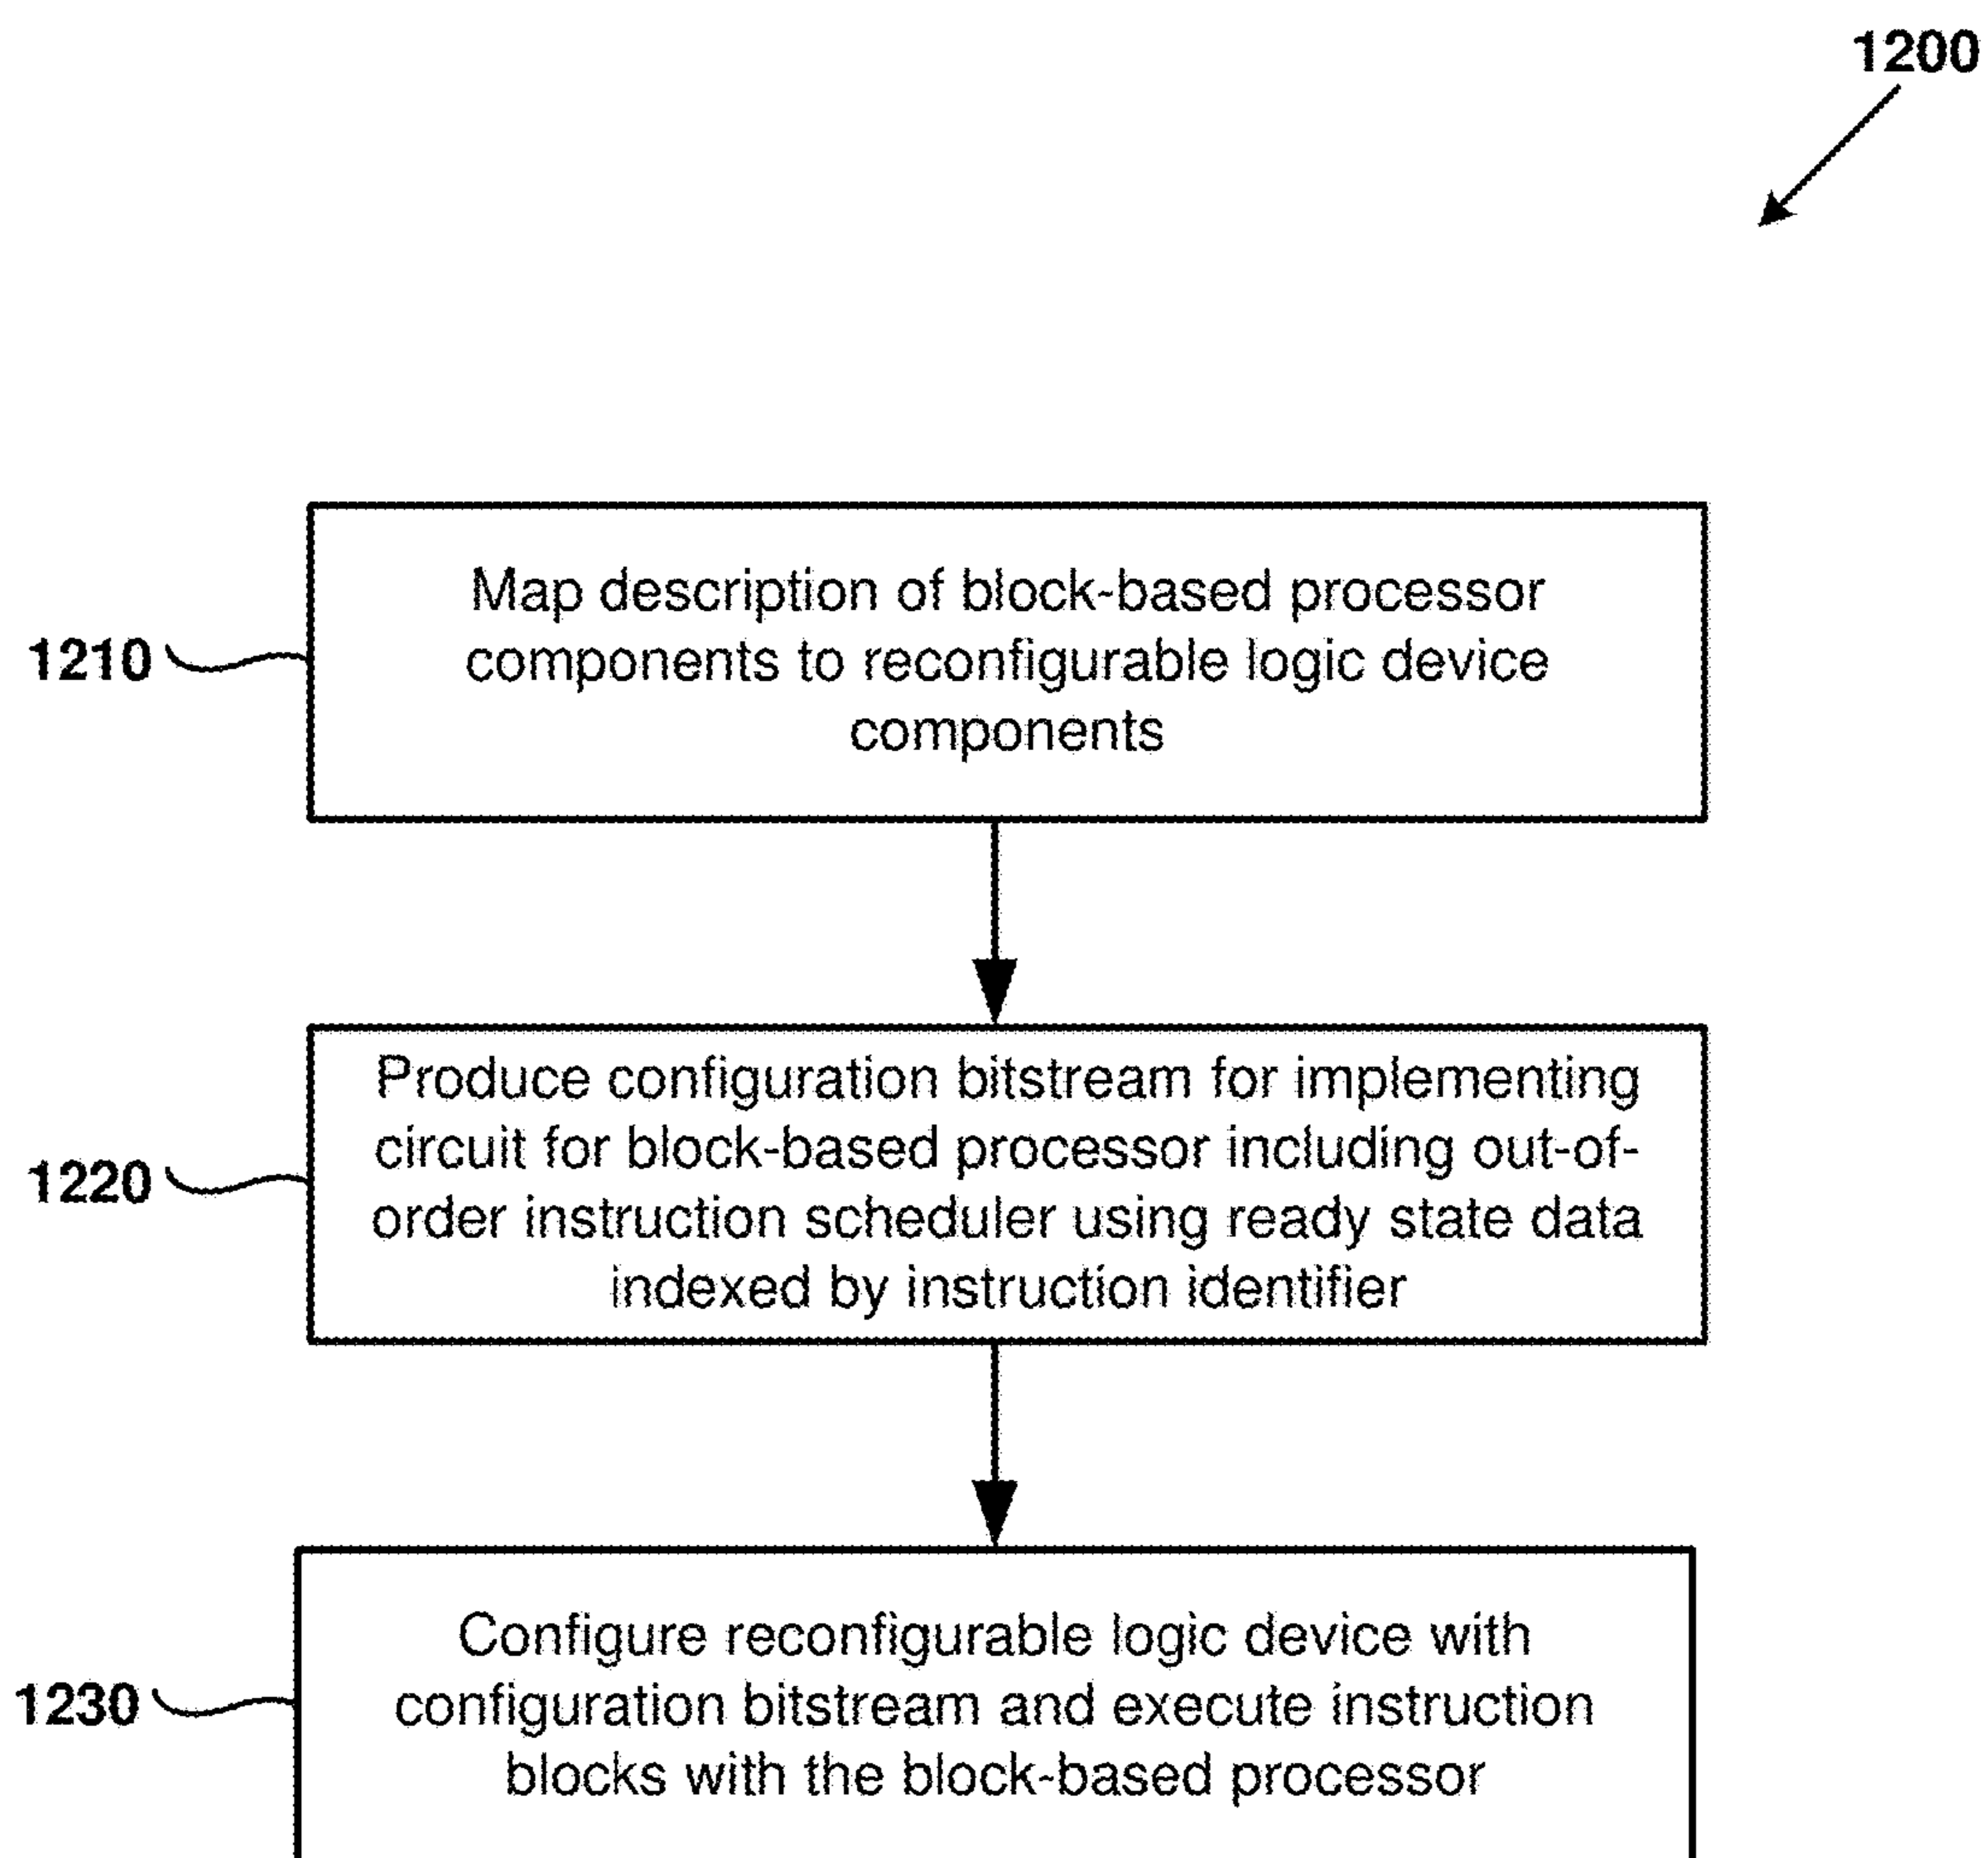 1200
Map description of block-based processor
1210
components to reconfigurable logic device
components
Produce configuration bitstream for implementing
circuit for block-based processor including out-of-
1220
order instruction scheduler using ready state data
indexed by instruction identifier
Configure reconfigurable logic device with
1230
configuration bitstream and execute instruction
blocks with the block-based processor